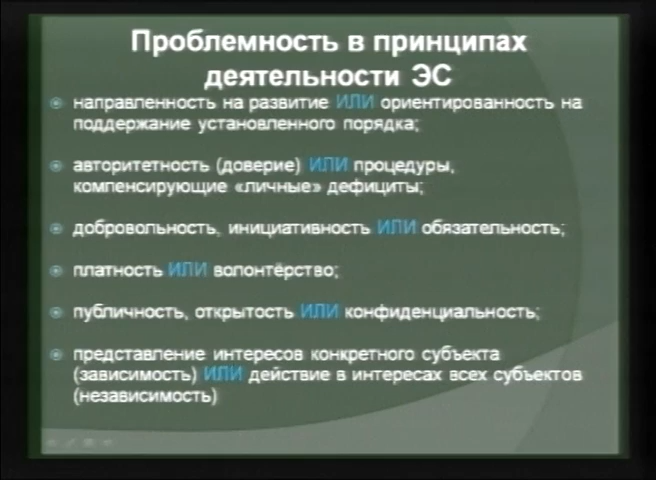 Проблемность в принципах
деятельности ЭС
направленность на развитие ИЛИ ориентированность на
поддержание установленного порядка;
авторитетность (доверие) ИЛИ процедуры,
компенсирующие «личные» дефициты;
добровольность, инициативность ИЛИ обязательность;
платность ИЛИ волонтёрство;
публичность, открытость ИЛИ конфиденциальность;
представление интересов конкретного субъекта
(зависимость) ИЛИ действие в интересах всех субъектов
(независимость)